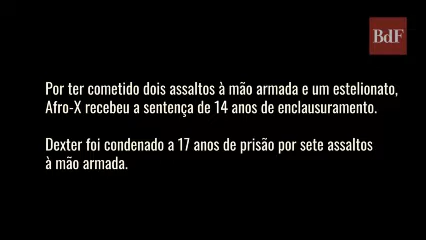 BdF
Por ter cometido dois assaltos à mão armada e um estelionato,
Afro-X recebeu a sentença de 14 anos de enclausuramento.
Dexter foi condenado a 17 anos de prisão por sete assaltos
à mão armada.